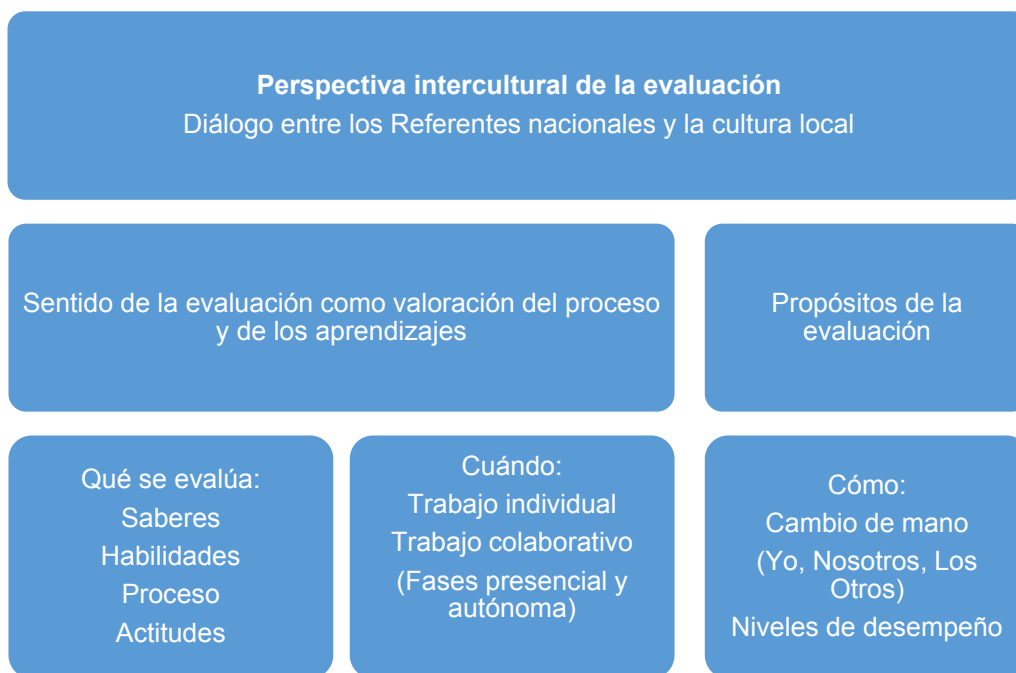 Perspectiva intercultural de la evaluación
Diálogo entre los Referentes nacionales y la cultura local
Sentido de la evaluación como valoración del proceso
y de los aprendizajes
Propósitos de la
evaluación
Qué se evalúa:
Saberes
Habilidades
Proceso
Actitudes
Cuándo:
Trabajo individual
Trabajo colaborativo
(Fases presencial y
autónoma)
Cómo:
Cambio de mano
(Yo, Nosotros, Los
Otros)
Niveles de desempeño